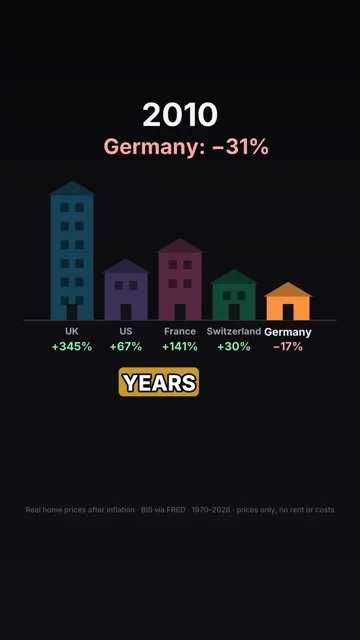 2010
Germany: −31%
UK US France Switzerland Germany
+345% +67% +141% +30% −17%
YEARS
Real home prices after inflation · BIS via FRED · 1970–2026 · prices only, no rent or costs